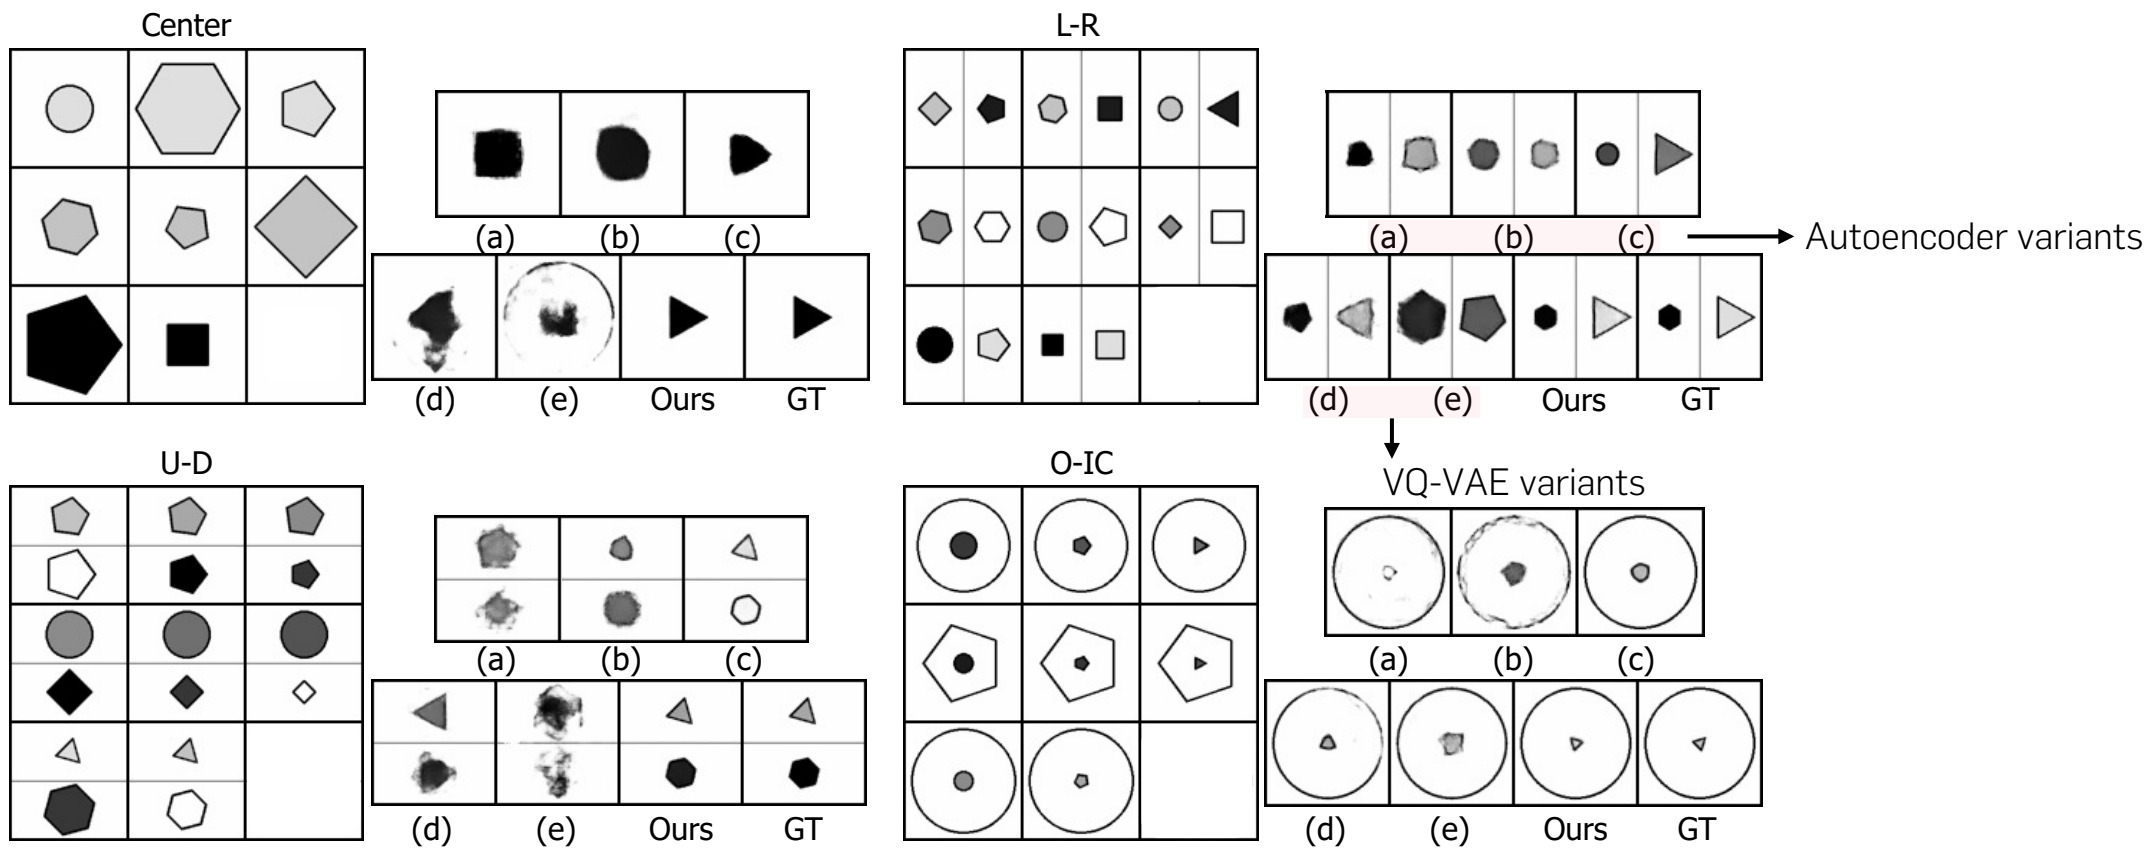 Center
L-R
(a) (b) (c)
(d) (e) Ours GT
(a) (b) (c)
Autoencoder variants
(d) (e) Ours GT
VQ-VAE variants
U-D
O-IC
(a) (b) (c)
(d) (e) Ours GT
(a) (b) (c)
(d) (e) Ours GT